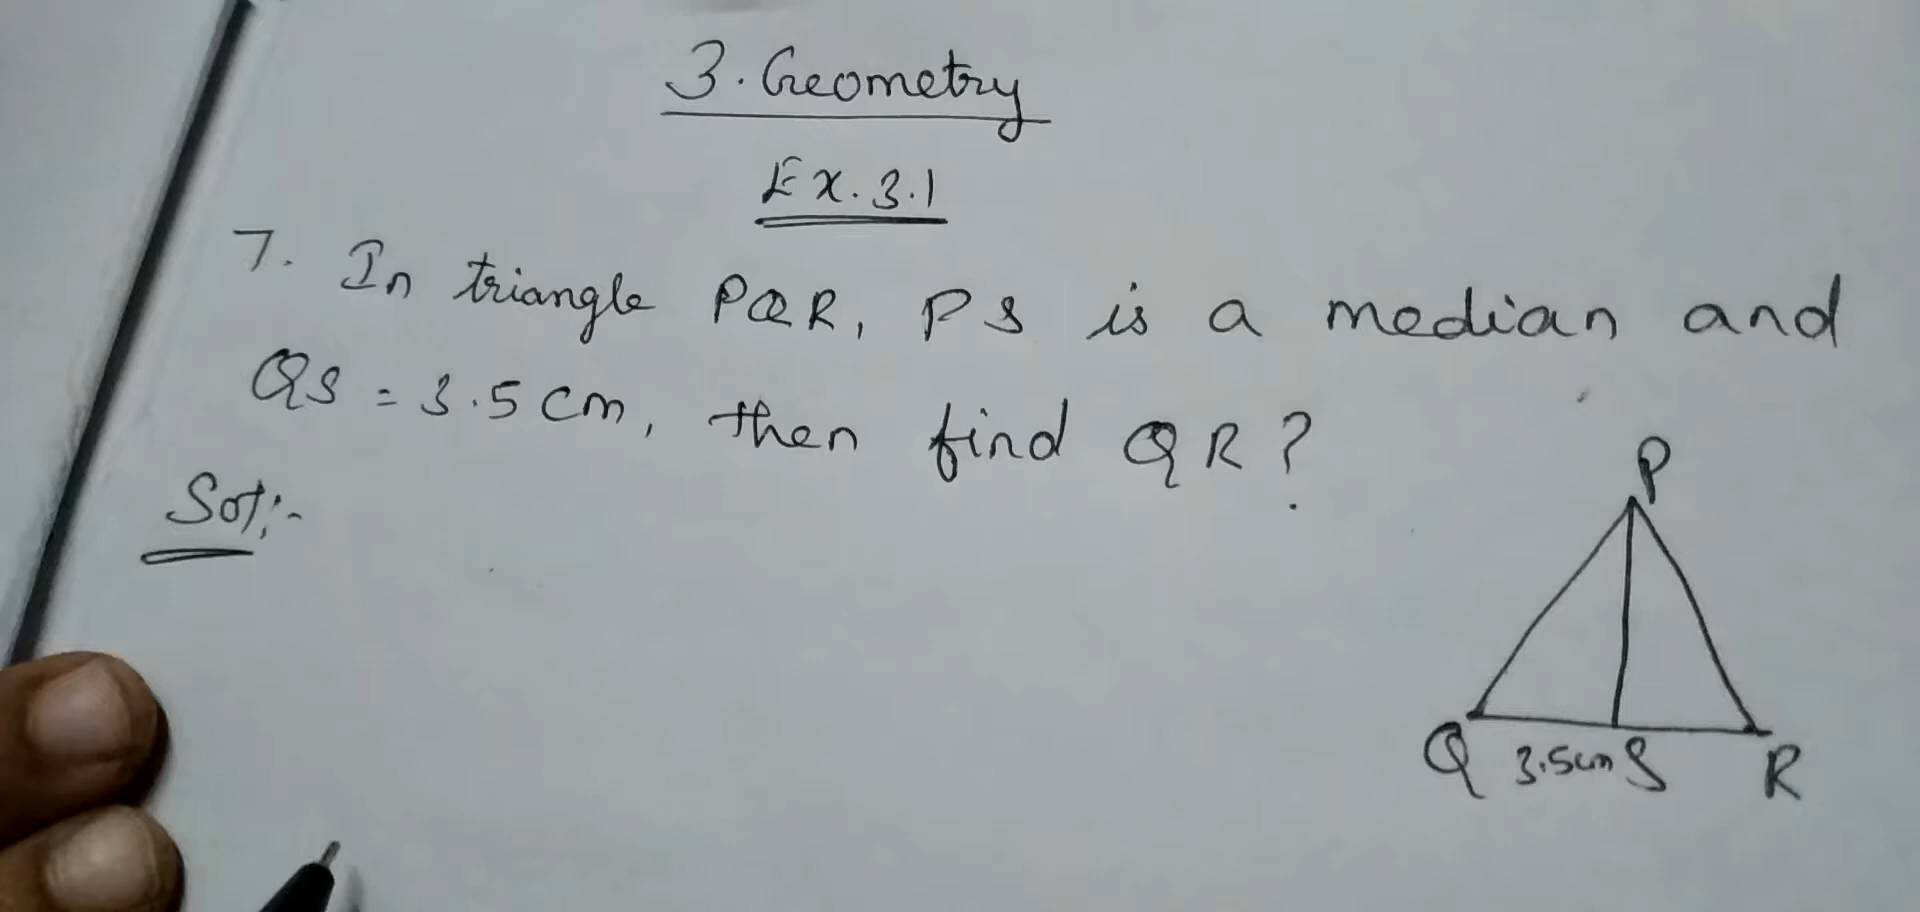 3. Geometry
Ex. 3.1
7. In triangle PQR, PS is a median and
QS = 3.5 cm, then find QR?
Sol:-
P
Q 3.5cm S R